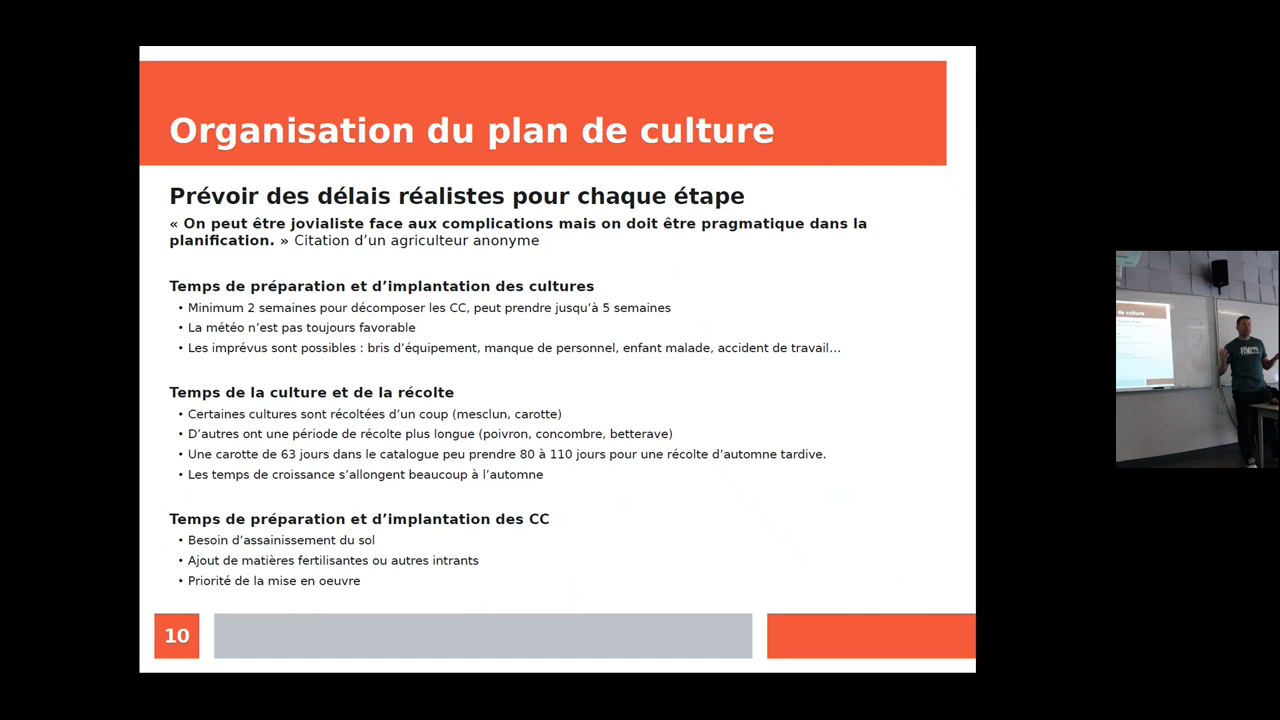 Organisation du plan de culture
Prévoir des délais réalistes pour chaque étape
« On peut être jovialiste face aux complications mais on doit être pragmatique dans la
planification. » Citation d’un agriculteur anonyme
Temps de préparation et d’implantation des cultures
• Minimum 2 semaines pour décomposer les CC, peut prendre jusqu’à 5 semaines
• La météo n’est pas toujours favorable
• Les imprévus sont possibles : bris d’équipement, manque de personnel, enfant malade, accident de travail…
Temps de la culture et de la récolte
• Certaines cultures sont récoltées d’un coup (mesclun, carotte)
• D’autres ont une période de récolte plus longue (poivron, concombre, betterave)
• Une carotte de 63 jours dans le catalogue peu prendre 80 à 110 jours pour une récolte d’automne tardive.
• Les temps de croissance s’allongent beaucoup à l’automne
Temps de préparation et d’implantation des CC
• Besoin d’assainissement du sol
• Ajout de matières fertilisantes ou autres intrants
• Priorité de la mise en oeuvre
10
de culture